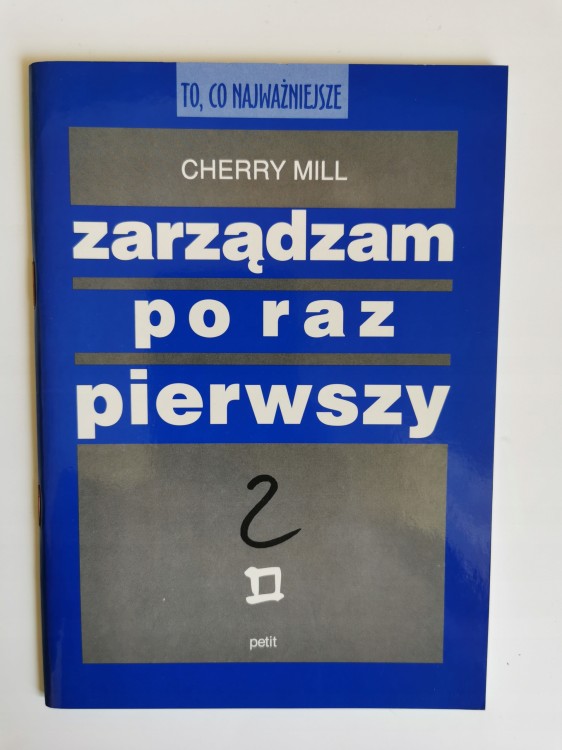 TO, CO NAJWAŻNIEJSZE
CHERRY MILL
zarządzam
po raz
pierwszy
petit